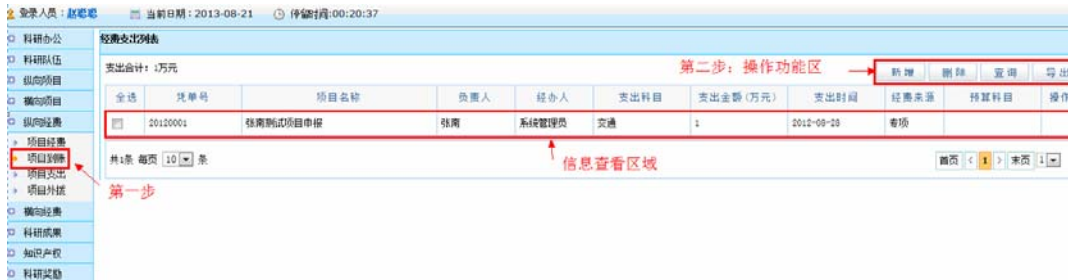 登录人员：赵聪聪 当前日期：2013-08-21 停留时间:00:20:37
科研办公
科研队伍
纵向项目
横向项目
纵向经费
项目经费
项目到账
项目支出
项目外拨
横向经费
科研成果
知识产权
科研奖励
经费支出列表
支出合计：1万元
第二步：操作功能区
新增 删除 查询 导出
全选 凭单号 项目名称 负责人 经办人 支出科目 支出金额(万元) 支出时间 经费来源 预算科目 操作
20120001 张南测试项目申报 张南 系统管理员 交通 1 2012-08-28 专项
共1条 每页 10 条
首页 < 1 > 末页 1
信息查看区域
第一步